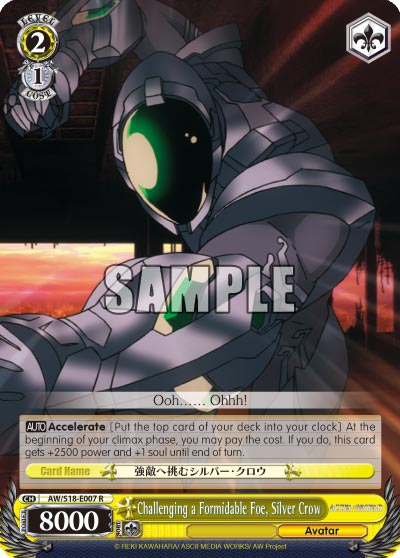 LEVEL
2
1
COST
SAMPLE
Ooh...... Ohhh!
AUTO Accelerate [Put the top card of your deck into your clock] At the
beginning of your climax phase, you may pay the cost. If you do, this card
gets +2500 power and +1 soul until end of turn.
Card Name 強敵へ挑むシルバー・クロウ
CH AW/S18-E007 R
Challenging a Formidable Foe, Silver Crow
POWER 8000 SOUL
Avatar
©REKI KAWAHARA/ ASCII MEDIA WORKS/ AW Project